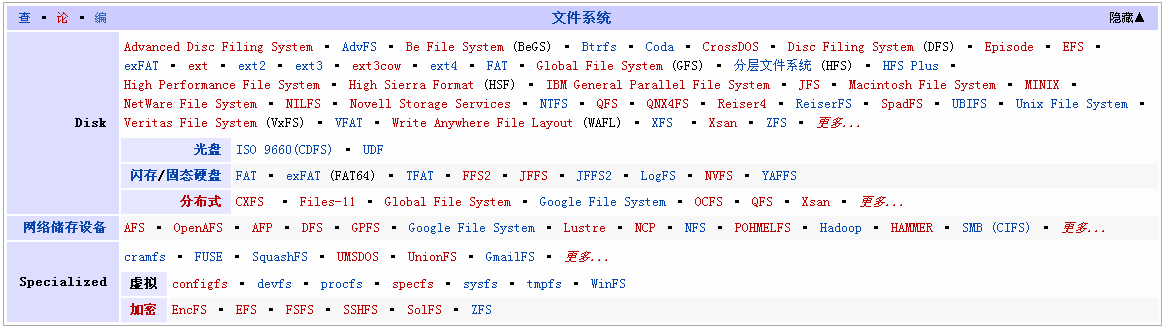 查 ▪ 论 ▪ 编 文件系统 隐藏▲
Advanced Disc Filing System ▪ AdvFS ▪ Be File System (BeGS) ▪ Btrfs ▪ Coda ▪ CrossDOS ▪ Disc Filing System (DFS) ▪ Episode ▪ EFS ▪
exFAT ▪ ext ▪ ext2 ▪ ext3 ▪ ext3cow ▪ ext4 ▪ FAT ▪ Global File System (GFS) ▪ 分层文件系统 (HFS) ▪ HFS Plus ▪
High Performance File System ▪ High Sierra Format (HSF) ▪ IBM General Parallel File System ▪ JFS ▪ Macintosh File System ▪ MINIX ▪
NetWare File System ▪ NILFS ▪ Novell Storage Services ▪ NTFS ▪ QFS ▪ QNX4FS ▪ Reiser4 ▪ ReiserFS ▪ SpadFS ▪ UBIFS ▪ Unix File System ▪
Disk Veritas File System (VxFS) ▪ VFAT ▪ Write Anywhere File Layout (WAFL) ▪ XFS ▪ Xsan ▪ ZFS ▪ 更多...
光盘 ISO 9660(CDFS) ▪ UDF
闪存/固态硬盘 FAT ▪ exFAT (FAT64) ▪ TFAT ▪ FFS2 ▪ JFFS ▪ JFFS2 ▪ LogFS ▪ NVFS ▪ YAFFS
分布式 CXFS ▪ Files-11 ▪ Global File System ▪ Google File System ▪ OCFS ▪ QFS ▪ Xsan ▪ 更多...
网络储存设备 AFS ▪ OpenAFS ▪ AFP ▪ DFS ▪ GPFS ▪ Google File System ▪ Lustre ▪ NCP ▪ NFS ▪ POHMELFS ▪ Hadoop ▪ HAMMER ▪ SMB (CIFS) ▪ 更多...
cramfs ▪ FUSE ▪ SquashFS ▪ UMSDOS ▪ UnionFS ▪ GmailFS ▪ 更多...
Specialized 虚拟 configfs ▪ devfs ▪ procfs ▪ specfs ▪ sysfs ▪ tmpfs ▪ WinFS
加密 EncFS ▪ EFS ▪ FSFS ▪ SSHFS ▪ SolFS ▪ ZFS